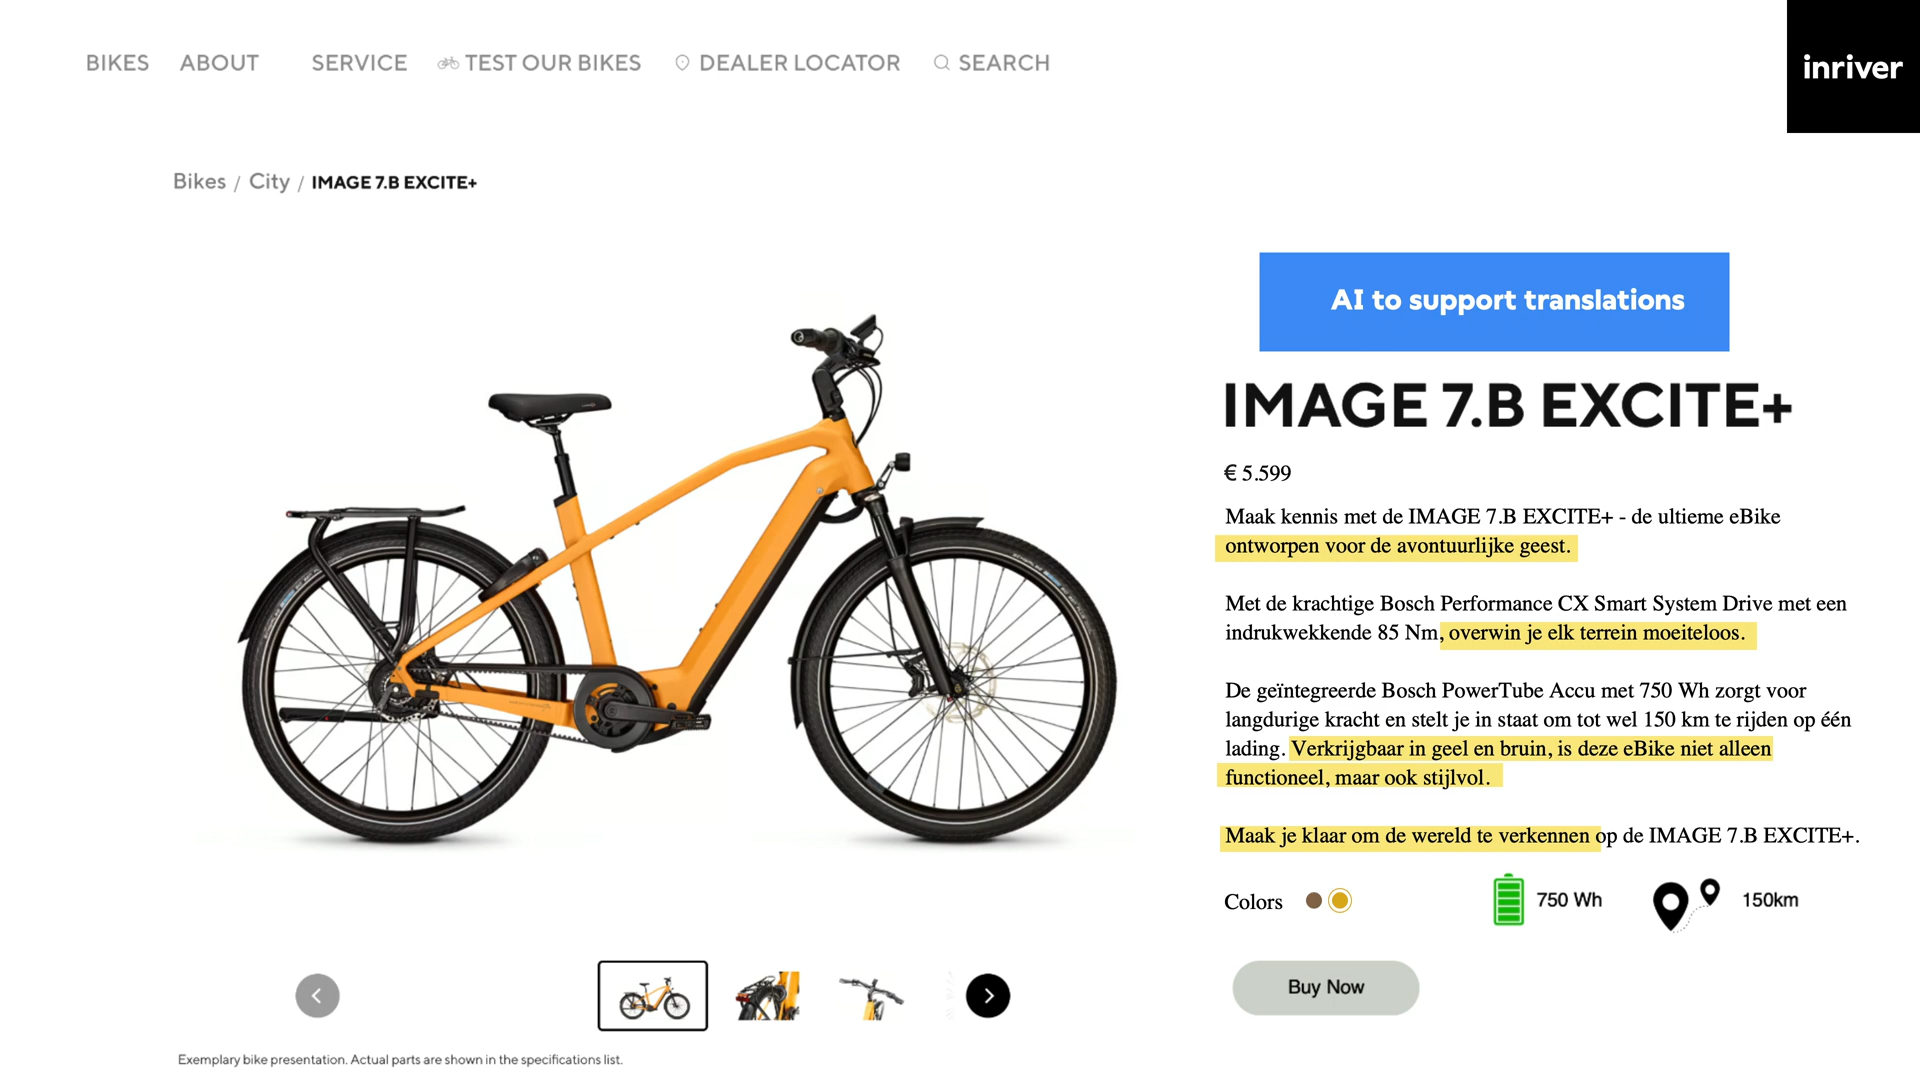 BIKES ABOUT SERVICE TEST OUR BIKES DEALER LOCATOR SEARCH
inriver
Bikes / City / IMAGE 7.B EXCITE+
AI to support translations
IMAGE 7.B EXCITE+
€ 5.599
Maak kennis met de IMAGE 7.B EXCITE+ - de ultieme eBike
ontworpen voor de avontuurlijke geest.
Met de krachtige Bosch Performance CX Smart System Drive met een
indrukwekkende 85 Nm, overwin je elk terrein moeiteloos.
De geïntegreerde Bosch PowerTube Accu met 750 Wh zorgt voor
langdurige kracht en stelt je in staat om tot wel 150 km te rijden op één
lading. Verkrijgbaar in geel en bruin, is deze eBike niet alleen
functioneel, maar ook stijlvol.
Maak je klaar om de wereld te verkennen op de IMAGE 7.B EXCITE+.
Colors 750 Wh 150km
Buy Now
Exemplary bike presentation. Actual parts are shown in the specifications list.